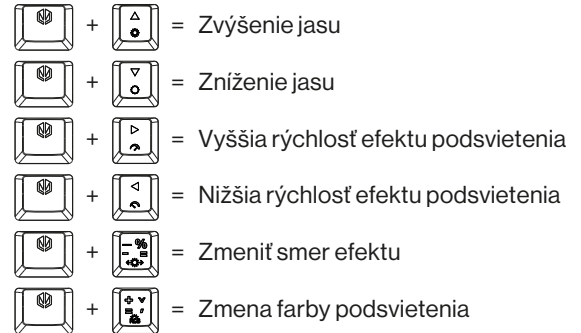 + = Zvýšenie jasu
+ = Zníženie jasu
+ = Vyššia rýchlosť efektu podsvietenia
+ = Nižšia rýchlosť efektu podsvietenia
+ = Zmeniť smer efektu
+ = Zmena farby podsvietenia